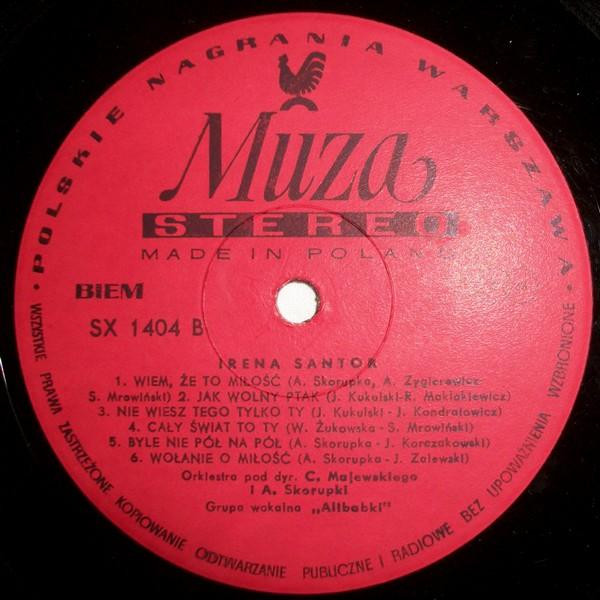 • POLSKIE NAGRANIA WARSZAWA •
Muza
STEREO
MADE IN POLAND
BIEM
SX 1404 B
IRENA SANTOR
1. WIEM, ŻE TO MIŁOŚĆ (A. Skorupka, A. Zygierewicz
S. Mrowiński) 2. JAK WOLNY PTAK (J. Kukulski-R. Maklakiewicz)
3. NIE WIESZ TEGO TYLKO TY (J. Kukulski - J. Kondratowicz)
4. CAŁY ŚWIAT TO TY (W. Żukowska - S. Mrowiński)
5. BYLE NIE PÓŁ NA PÓŁ (A. Skorupka - J. Korczakowski)
6. WOŁANIE O MIŁOŚĆ (A. Skorupka - J. Zalewski)
Orkiestra pod dyr. C. Majewskiego
i A. Skorupki
Grupa wokalna „Alibabki"
WSZYSTKIE PRAWA ZASTRZEŻONE KOPIOWANIE ODTWARZANIE PUBLICZNE I RADIOWE BEZ UPOWAŻNIENIA WZBRONIONE